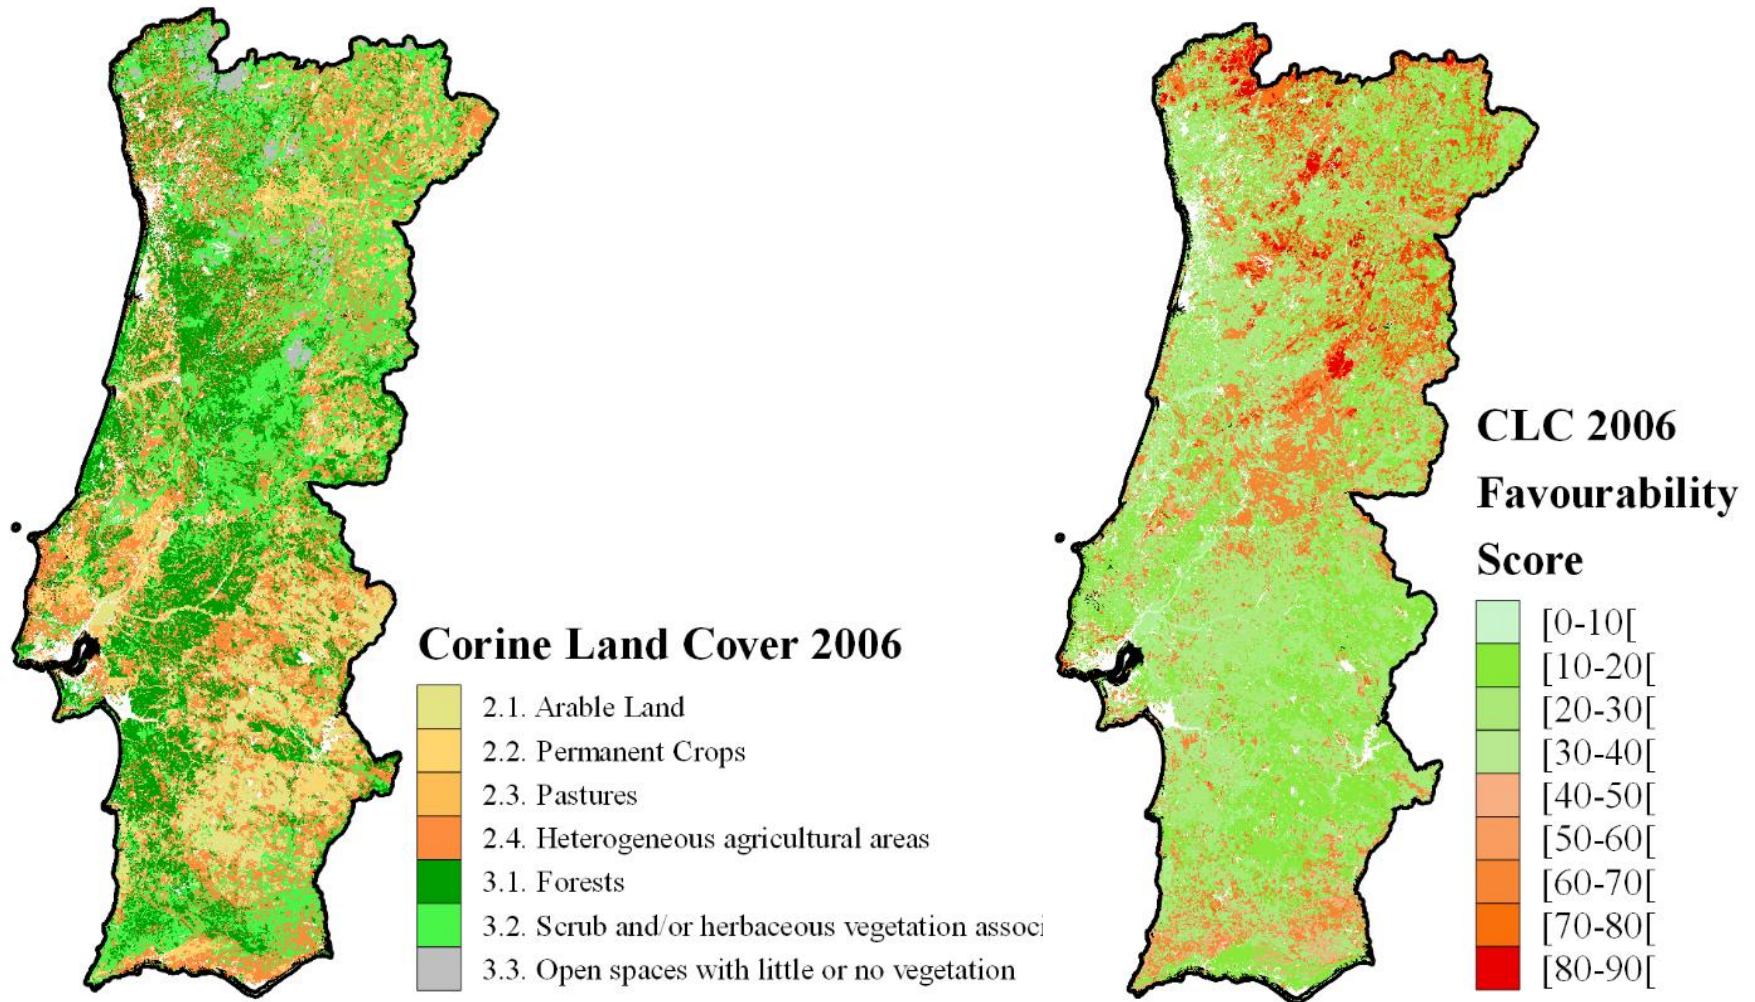 Corine Land Cover 2006
2.1. Arable Land
2.2. Permanent Crops
2.3. Pastures
2.4. Heterogeneous agricultural areas
3.1. Forests
3.2. Scrub and/or herbaceous vegetation associ
3.3. Open spaces with little or no vegetation
CLC 2006
Favourability
Score
[0-10[
[10-20[
[20-30[
[30-40[
[40-50[
[50-60[
[60-70[
[70-80[
[80-90[